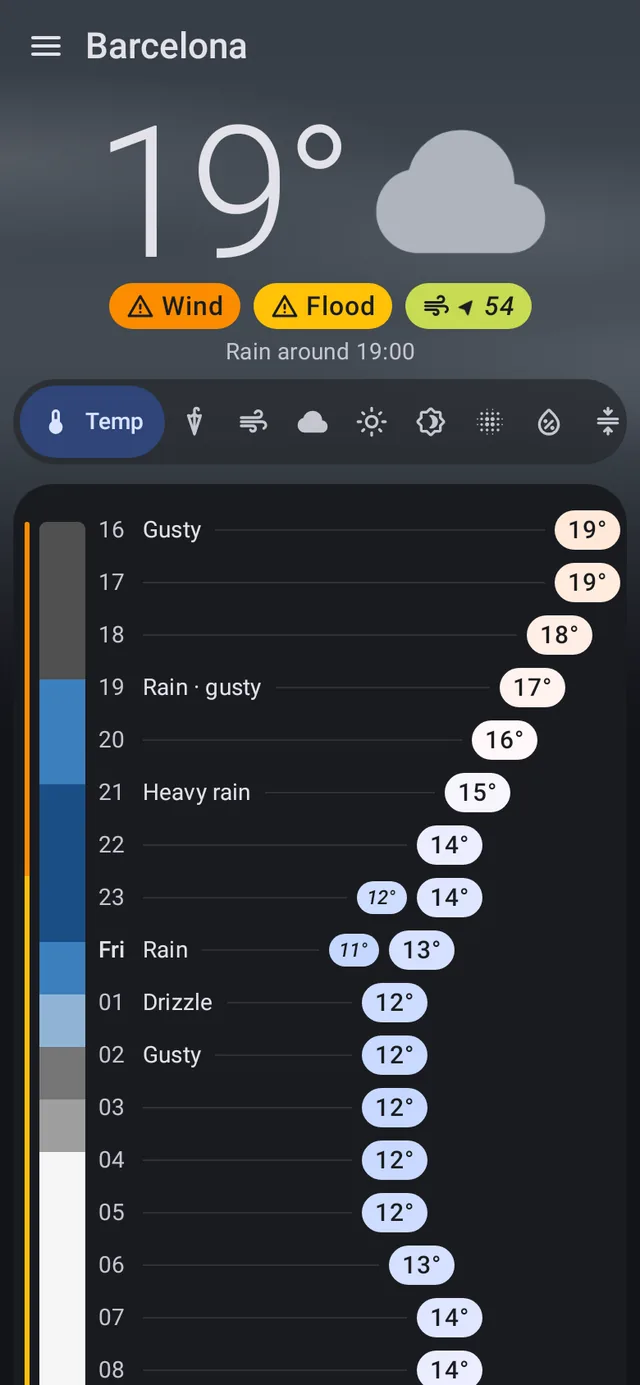 Barcelona
19°
Wind Flood 54
Rain around 19:00
Temp
16 Gusty 19°
17 19°
18 18°
19 Rain · gusty 17°
20 16°
21 Heavy rain 15°
22 14°
23 12° 14°
Fri Rain 11° 13°
01 Drizzle 12°
02 Gusty 12°
03 12°
04 12°
05 12°
06 13°
07 14°
08 14°